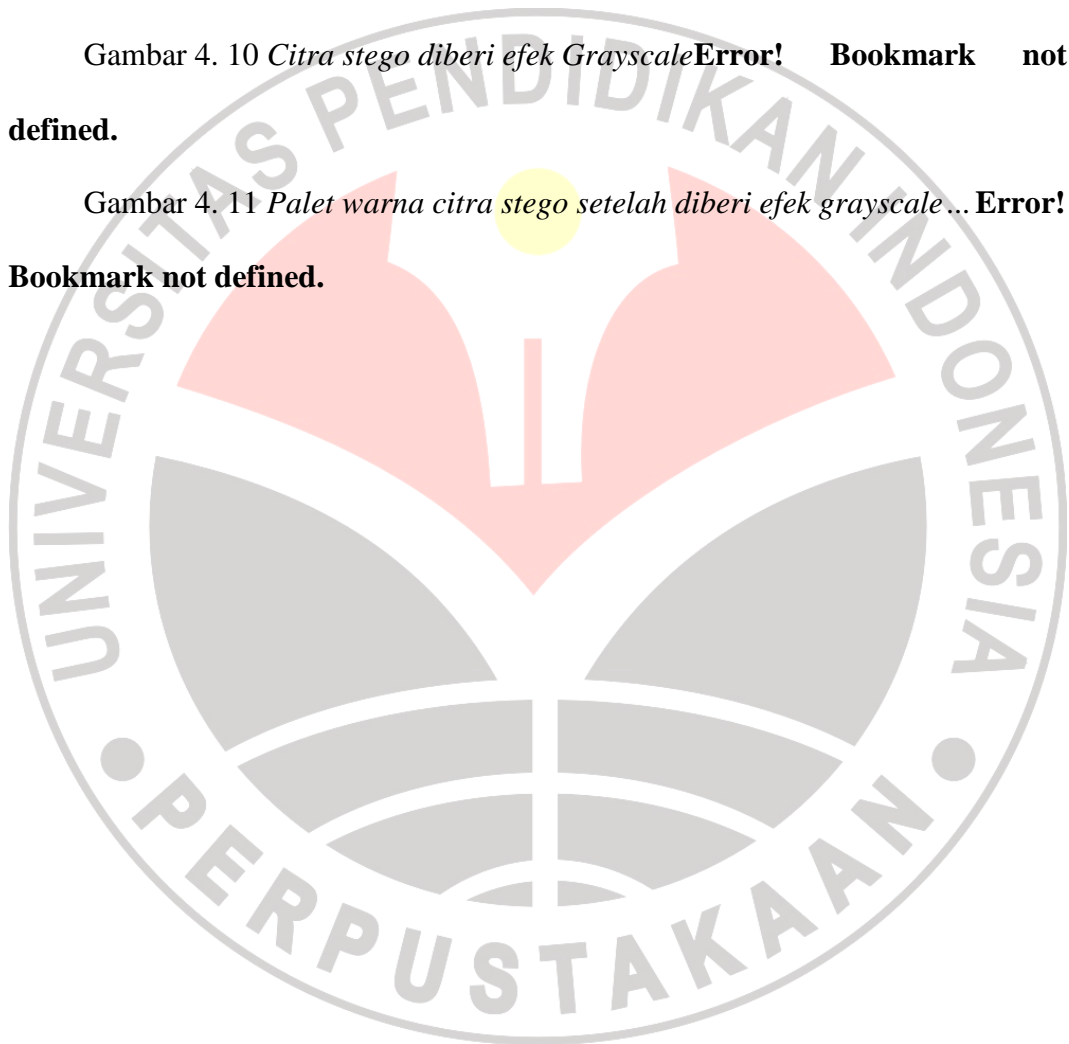 Gambar 4. 10 Citra stego diberi efek GrayscaleError! Bookmark not
defined.
Gambar 4. 11 Palet warna citra stego setelah diberi efek grayscale ... Error!
Bookmark not defined.
UNIVERSITAS PENDIDIKAN INDONESIA
PERPUSTAKAAN